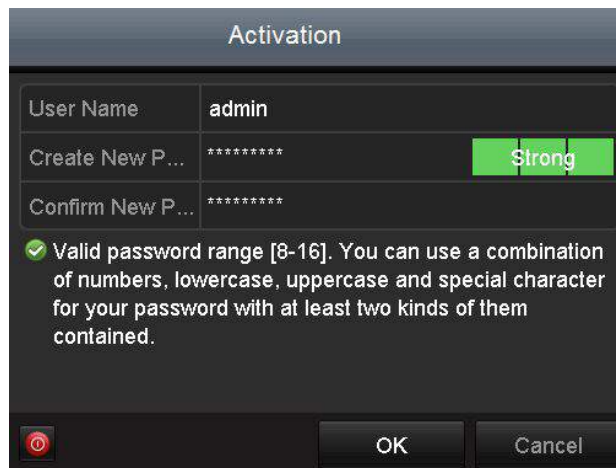 Activation
User Name admin
Create New P... ********* Strong
Confirm New P... *********
Valid password range [8-16]. You can use a combination
of numbers, lowercase, uppercase and special character
for your password with at least two kinds of them
contained.
OK Cancel